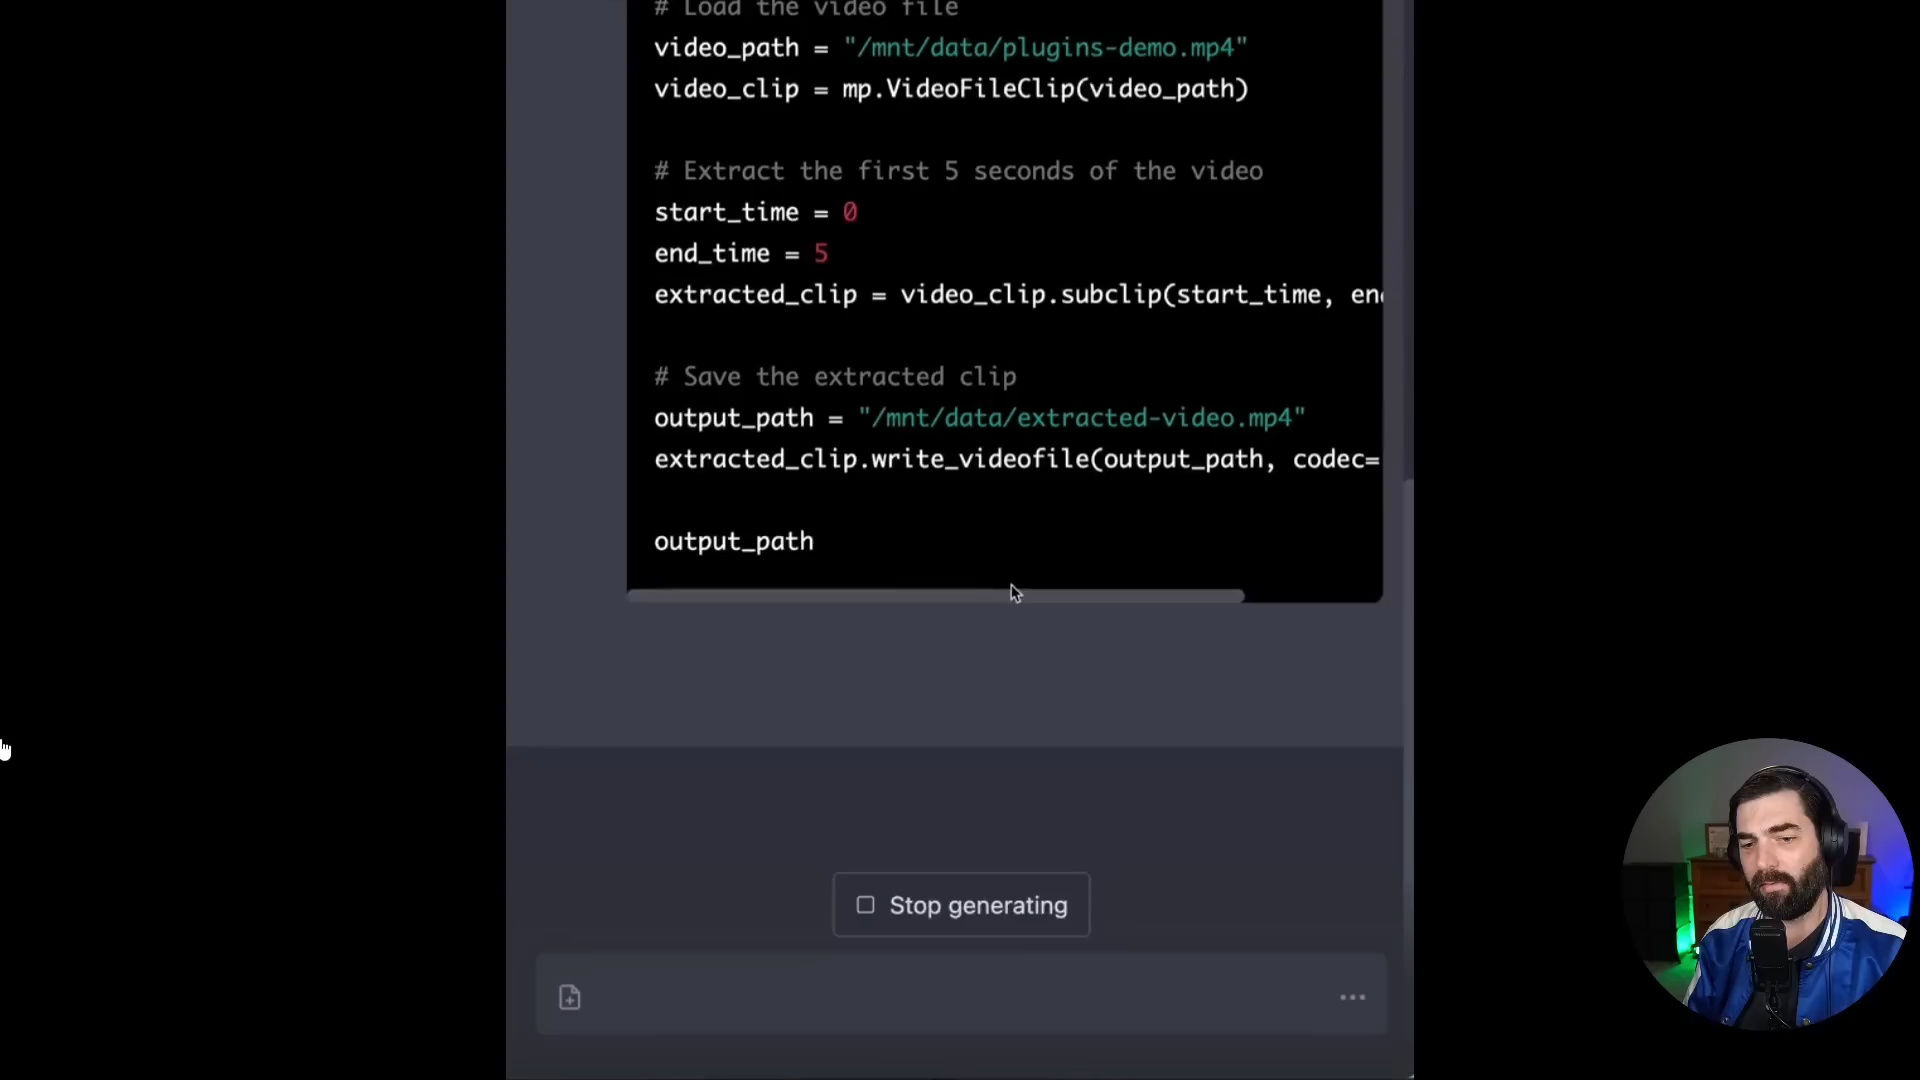 # Load the video file
video_path = "/mnt/data/plugins-demo.mp4"
video_clip = mp.VideoFileClip(video_path)
# Extract the first 5 seconds of the video
start_time = 0
end_time = 5
extracted_clip = video_clip.subclip(start_time, en
# Save the extracted clip
output_path = "/mnt/data/extracted-video.mp4"
extracted_clip.write_videofile(output_path, codec=
output_path
Stop generating